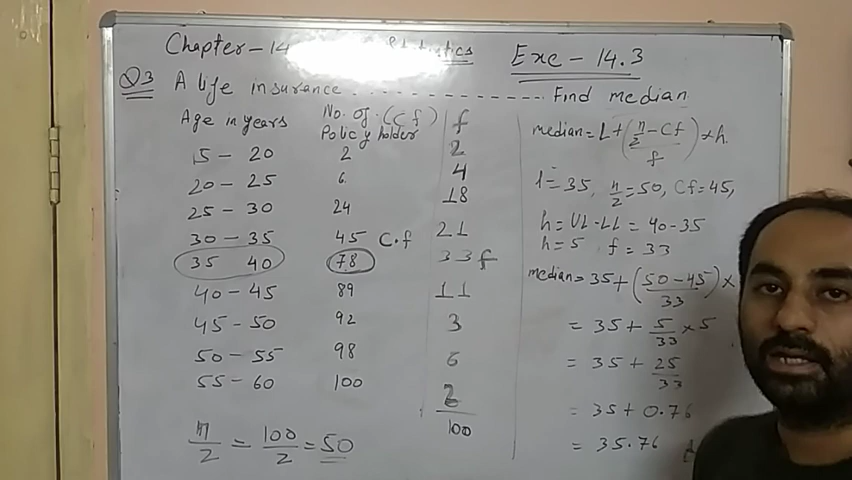 Chapter-14 Statistics Exe-14.3
Q3 A life insurance ---------- Find median
Age in years No. of (Cf) Policy holder f
15-20 2 2
20-25 6 4
25-30 24 18
30-35 45 C.f 21
35 40 78 33 f
40-45 89 11
45-50 92 3
50-55 98 6
55-60 100 2
100
n/2 = 100/2 = 50
median = L + (n/2 - Cf / f) × h.
l = 35, n/2 = 50, Cf = 45,
h = UL - LL = 40 - 35
h = 5 f = 33
median = 35 + (50 - 45 / 33) ×
= 35 + 5/33 × 5
= 35 + 25/33
= 35 + 0.76
= 35.76